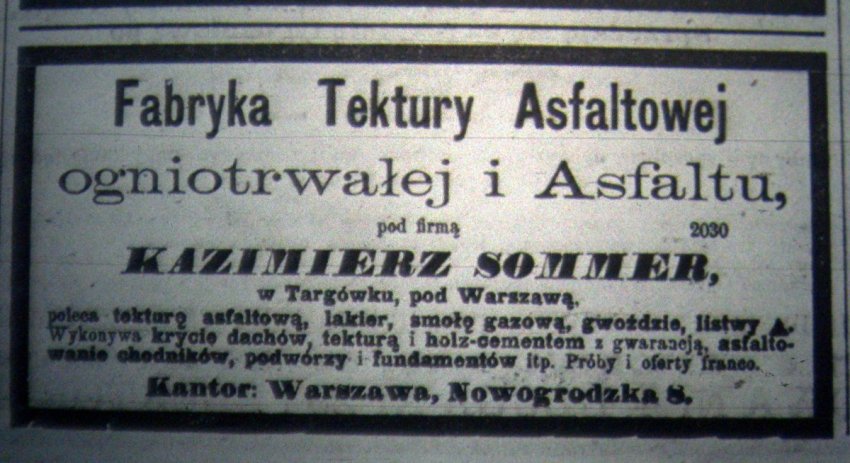 Fabryka Tektury Asfaltowej
ogniotrwałej i Asfaltu,
pod firmą 2030
KAZIMIERZ SOMMER,
w Targówku, pod Warszawą,
poleca tekturę asfaltową, lakier, smołę gazową, gwoździe, listwy A.
Wykonywa krycie dachów, tekturą i holz-cementem z gwarancją, asfalto-
wanie chodników, podwórzy i fundamentów itp. Próby i oferty franco.
Kantor: Warszawa, Nowogrodzka 8.